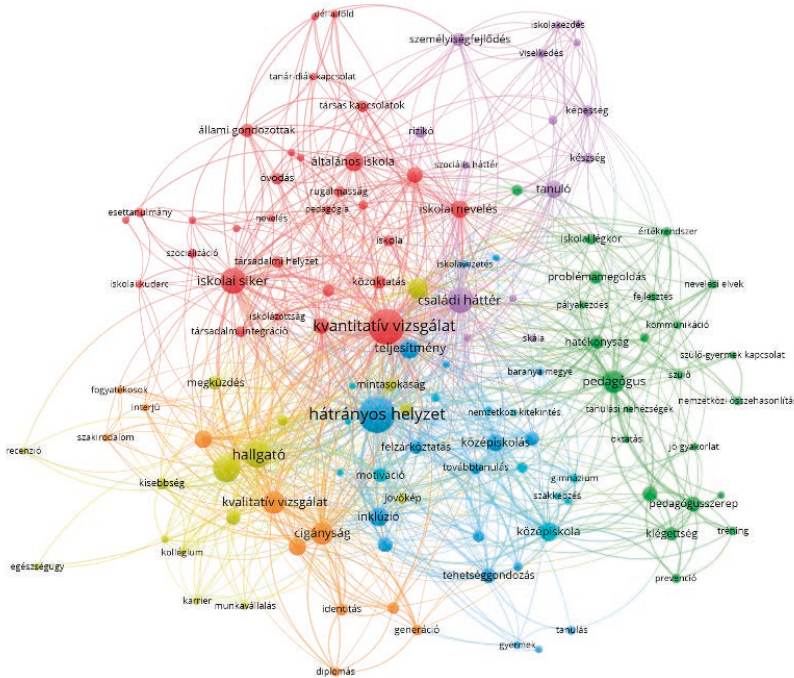 dél-alföld
iskolakezdés
személyiségfejlődés
viselkedés
tanár-diák kapcsolat
társas kapcsolatok
képesség
állami gondozottak
rizikó
általános iskola
szociális háttér
készség
óvodás
tanuló
rugalmasság
esettanulmány
pedagógia
iskolai nevelés
nevelés
értékrendszer
iskola
iskolai légkör
szocializáció
társadalmi helyzet
iskolavezetés
problémamegoldás
iskolai kudarc
iskolai siker
közoktatás
nevelési elvek
családi háttér
pályakezdés
fejlesztés
iskolázottság
kvantitatív vizsgálat
kommunikáció
társadalmi integráció
skála
hatékonyság
teljesítmény
szülő-gyermek kapcsolat
baranya megye
szülő
megküzdés
mintasokaság
pedagógus
fogyatékosok
nemzetközi összehasonlítás
interjú
hátrányos helyzet
nemzetközi kitekintés
tanulási nehézségek
szakirodalom
felzárkóztatás
középiskolás
oktatás
jó gyakorlat
recenzió
hallgató
továbbtanulás
motiváció
gimnázium
kisebbség
jövőkép
szakképzés
kvalitatív vizsgálat
pedagógusszerep
inklúzió
cigányság
középiskola
kiégettség
tréning
kollégium
egészségügy
tehetséggondozás
prevenció
karrier
munkavállalás
identitás
generáció
tanulás
gyermek
diplomás